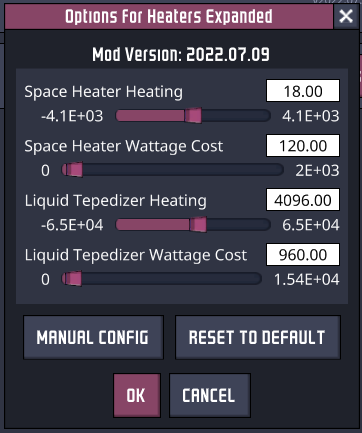 Options For Heaters Expanded
Mod Version: 2022.07.09
Space Heater Heating 18.00
-4.1E+03 4.1E+03
Space Heater Wattage Cost 120.00
0 2E+03
Liquid Tepedizer Heating 4096.00
-6.5E+04 6.5E+04
Liquid Tepedizer Wattage Cost 960.00
0 1.54E+04
MANUAL CONFIG RESET TO DEFAULT
OK CANCEL